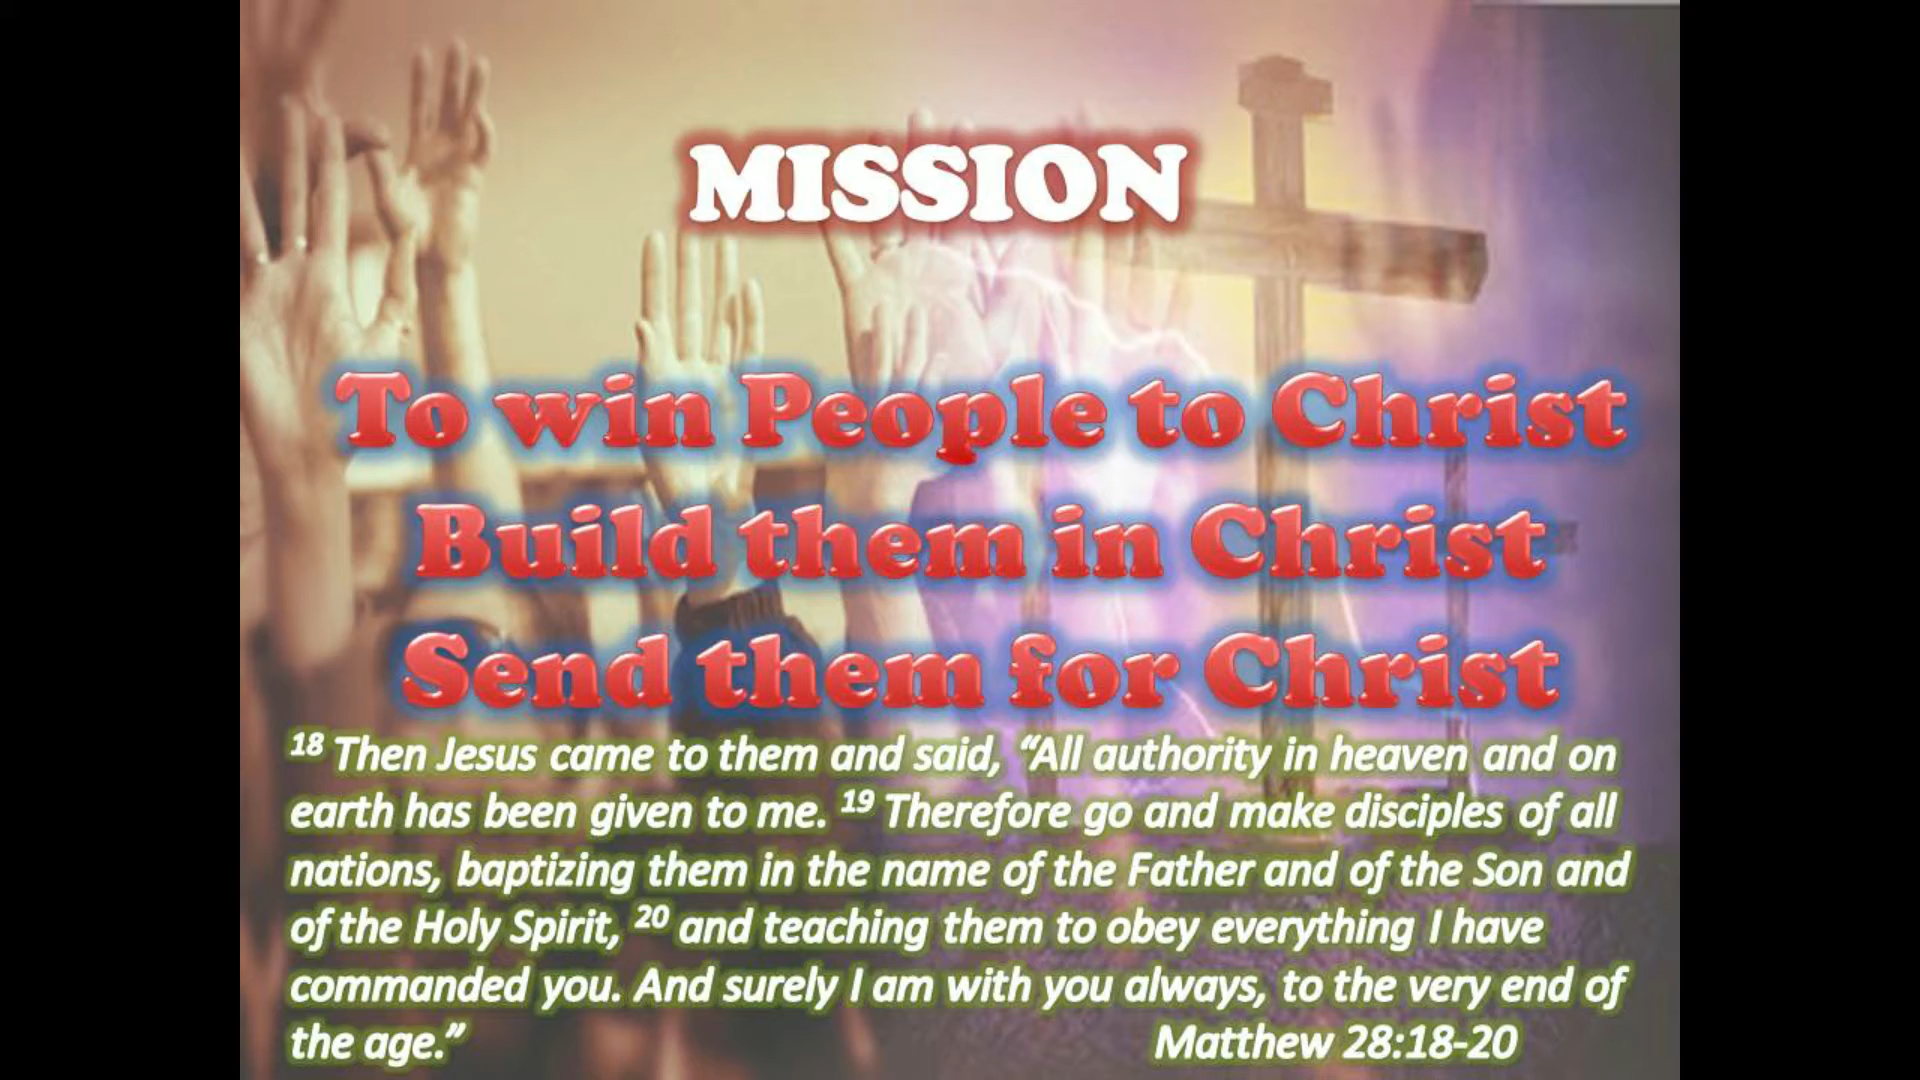 MISSION
To win People to Christ
Build them in Christ
Send them for Christ
18 Then Jesus came to them and said, “All authority in heaven and on
earth has been given to me. 19 Therefore go and make disciples of all
nations, baptizing them in the name of the Father and of the Son and
of the Holy Spirit, 20 and teaching them to obey everything I have
commanded you. And surely I am with you always, to the very end of
the age.” Matthew 28:18-20